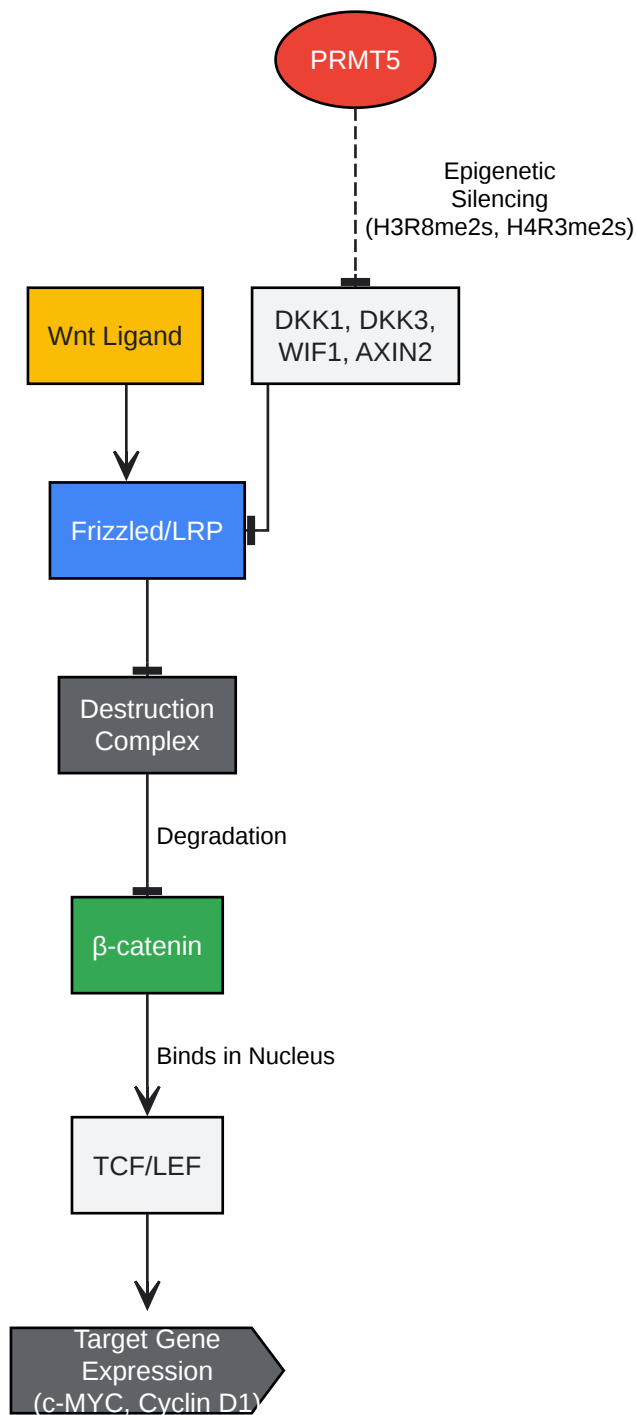 PRMT5
Epigenetic
Silencing
(H3R8me2s, H4R3me2s)
Wnt Ligand
DKK1, DKK3,
WIF1, AXIN2
Frizzled/LRP
Destruction
Complex
Degradation
β-catenin
Binds in Nucleus
TCF/LEF
Target Gene
Expression
(c-MYC, Cyclin D1)